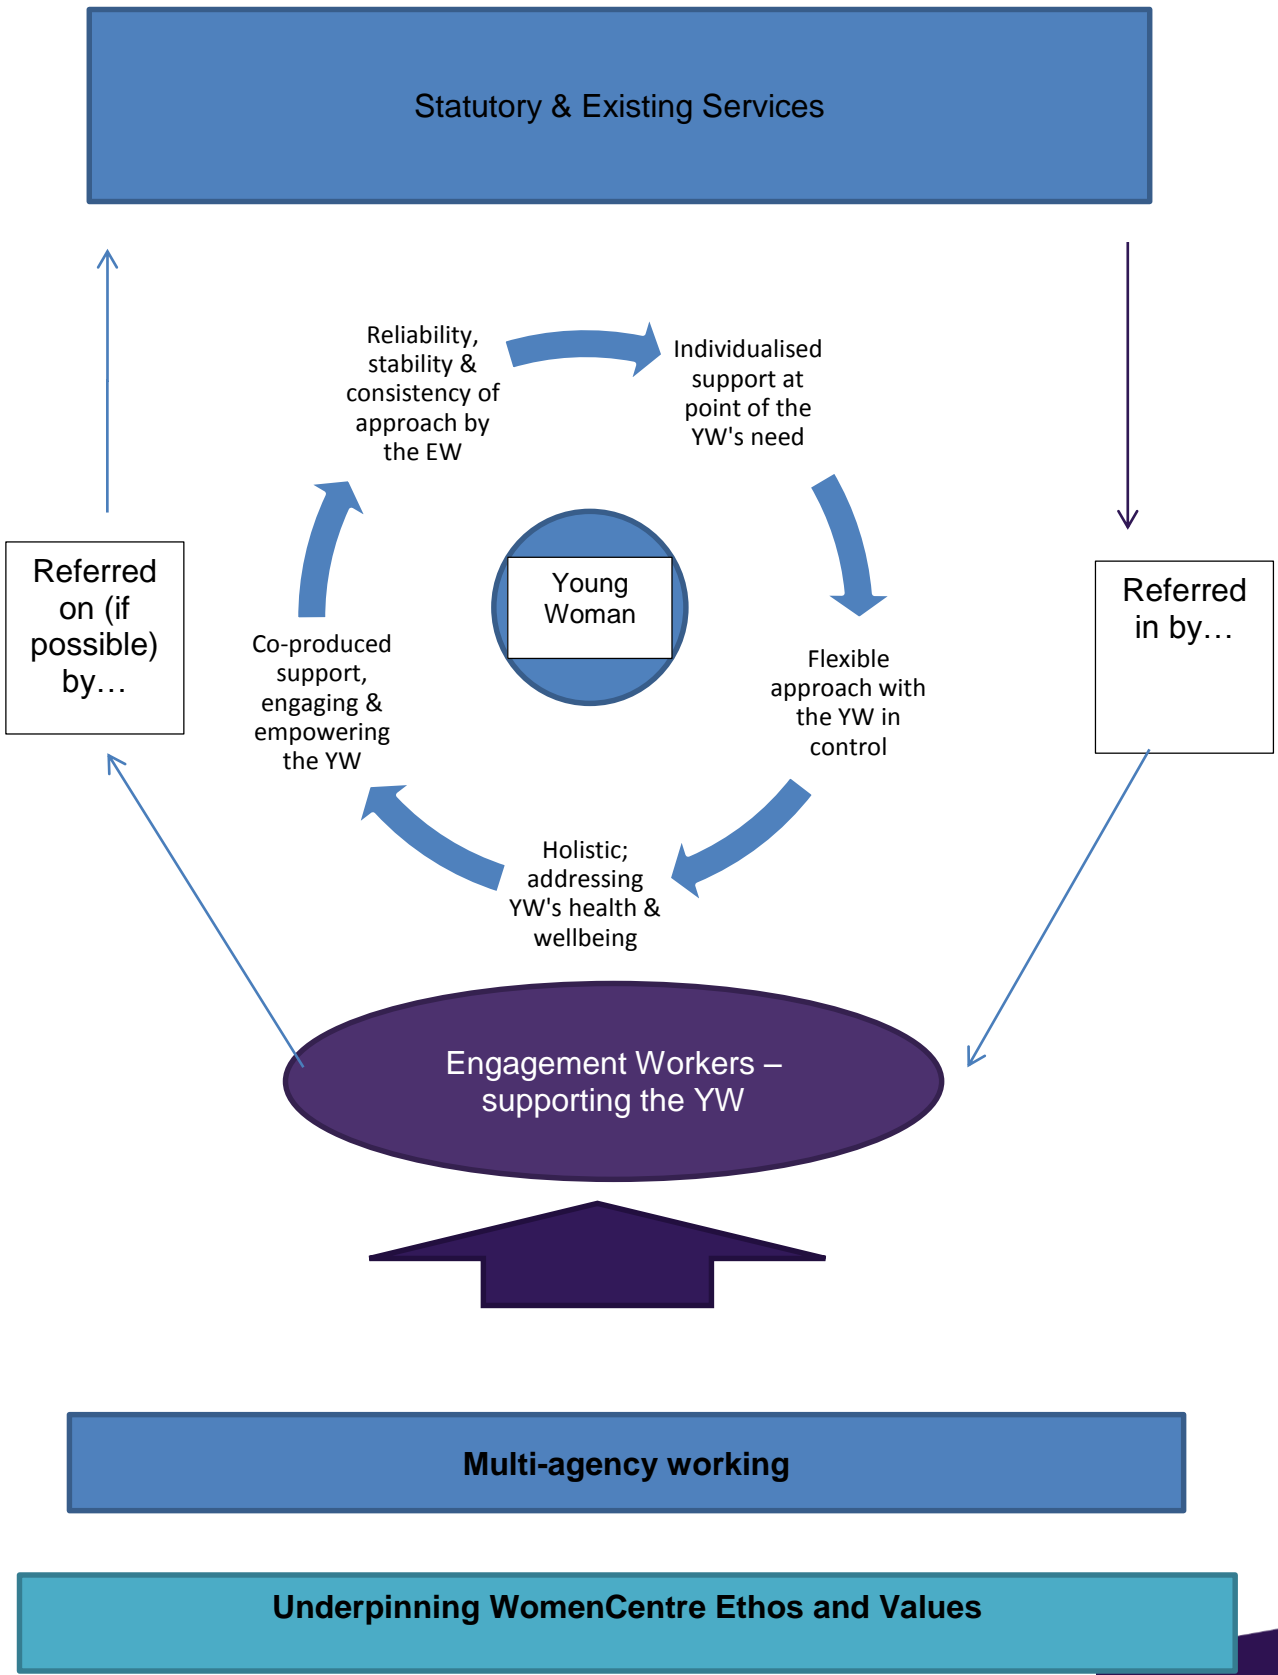 Statutory & Existing Services
Reliability,
stability &
consistency of
approach by
the EW
Individualised
support at
point of the
YW's need
Referred
on (if
possible)
by…
Young
Woman
Referred
in by…
Co-produced
support,
engaging &
empowering
the YW
Flexible
approach with
the YW in
control
Holistic;
addressing
YW's health &
wellbeing
Engagement Workers –
supporting the YW
Multi-agency working
Underpinning WomenCentre Ethos and Values